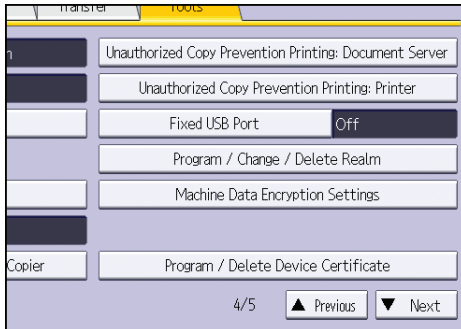 Tools
Unauthorized Copy Prevention Printing: Document Server
Unauthorized Copy Prevention Printing: Printer
Fixed USB Port Off
Program / Change / Delete Realm
Machine Data Encryption Settings
Copier Program / Delete Device Certificate
4/5 ▲ Previous ▼ Next